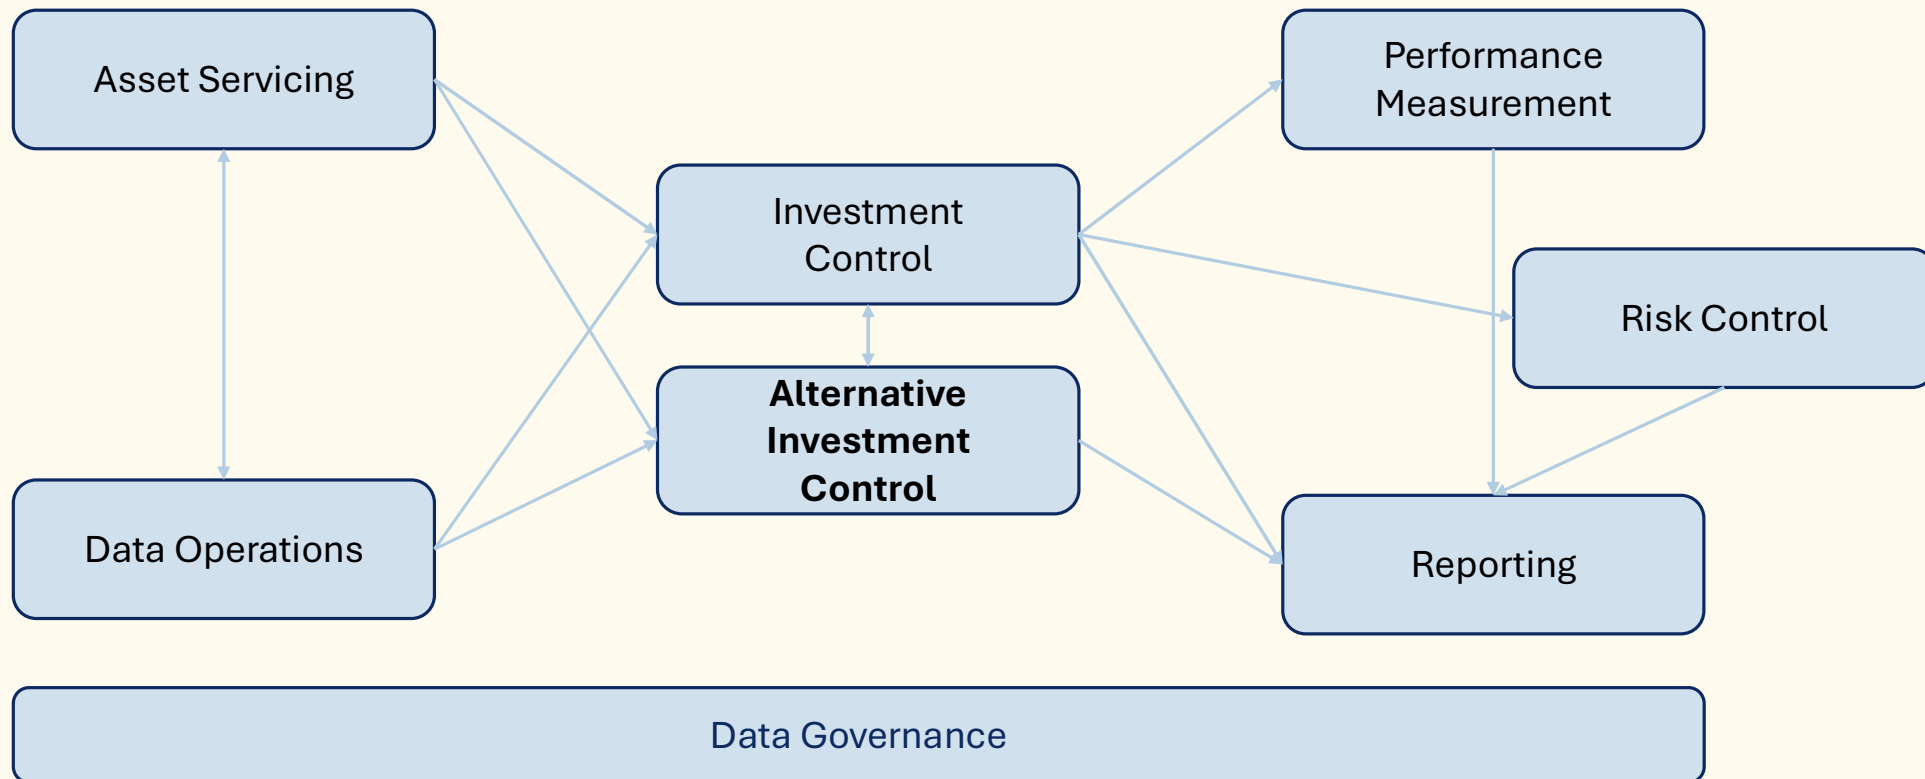 Asset Servicing
Performance
Measurement
Investment
Control
Risk Control
Alternative
Investment
Control
Data Operations
Reporting
Data Governance